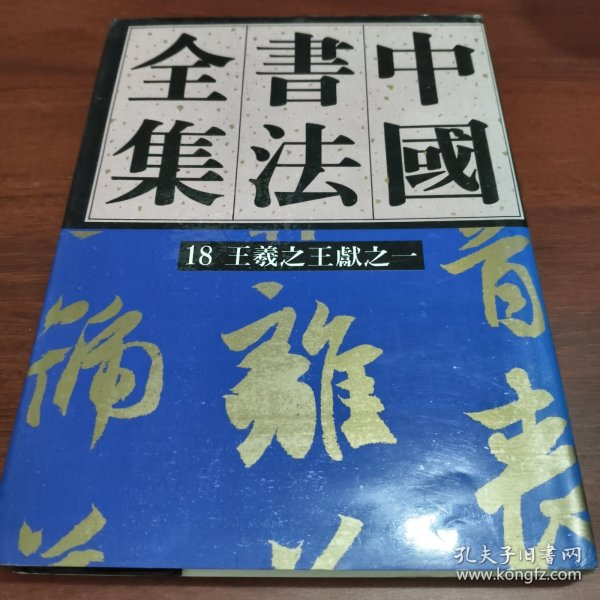 中國
書法
全集
18 王羲之王獻之一
孔夫子旧书网
www.kongfz.com